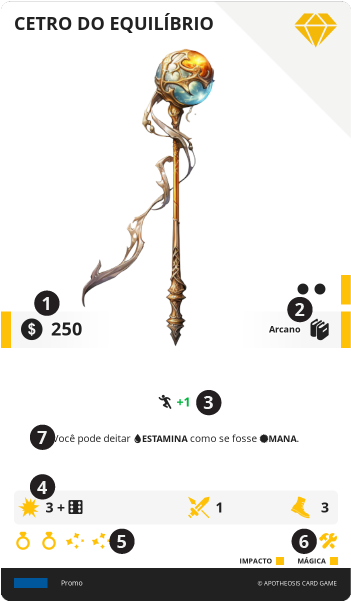 CETRO DO EQUILÍBRIO
1
$ 250
2
Arcano
+1 3
7 Você pode deitar ESTAMINA como se fosse MANA.
4
3 + 1 3
5 6
IMPACTO MÁGICA
Promo © APOTHEOSIS CARD GAME